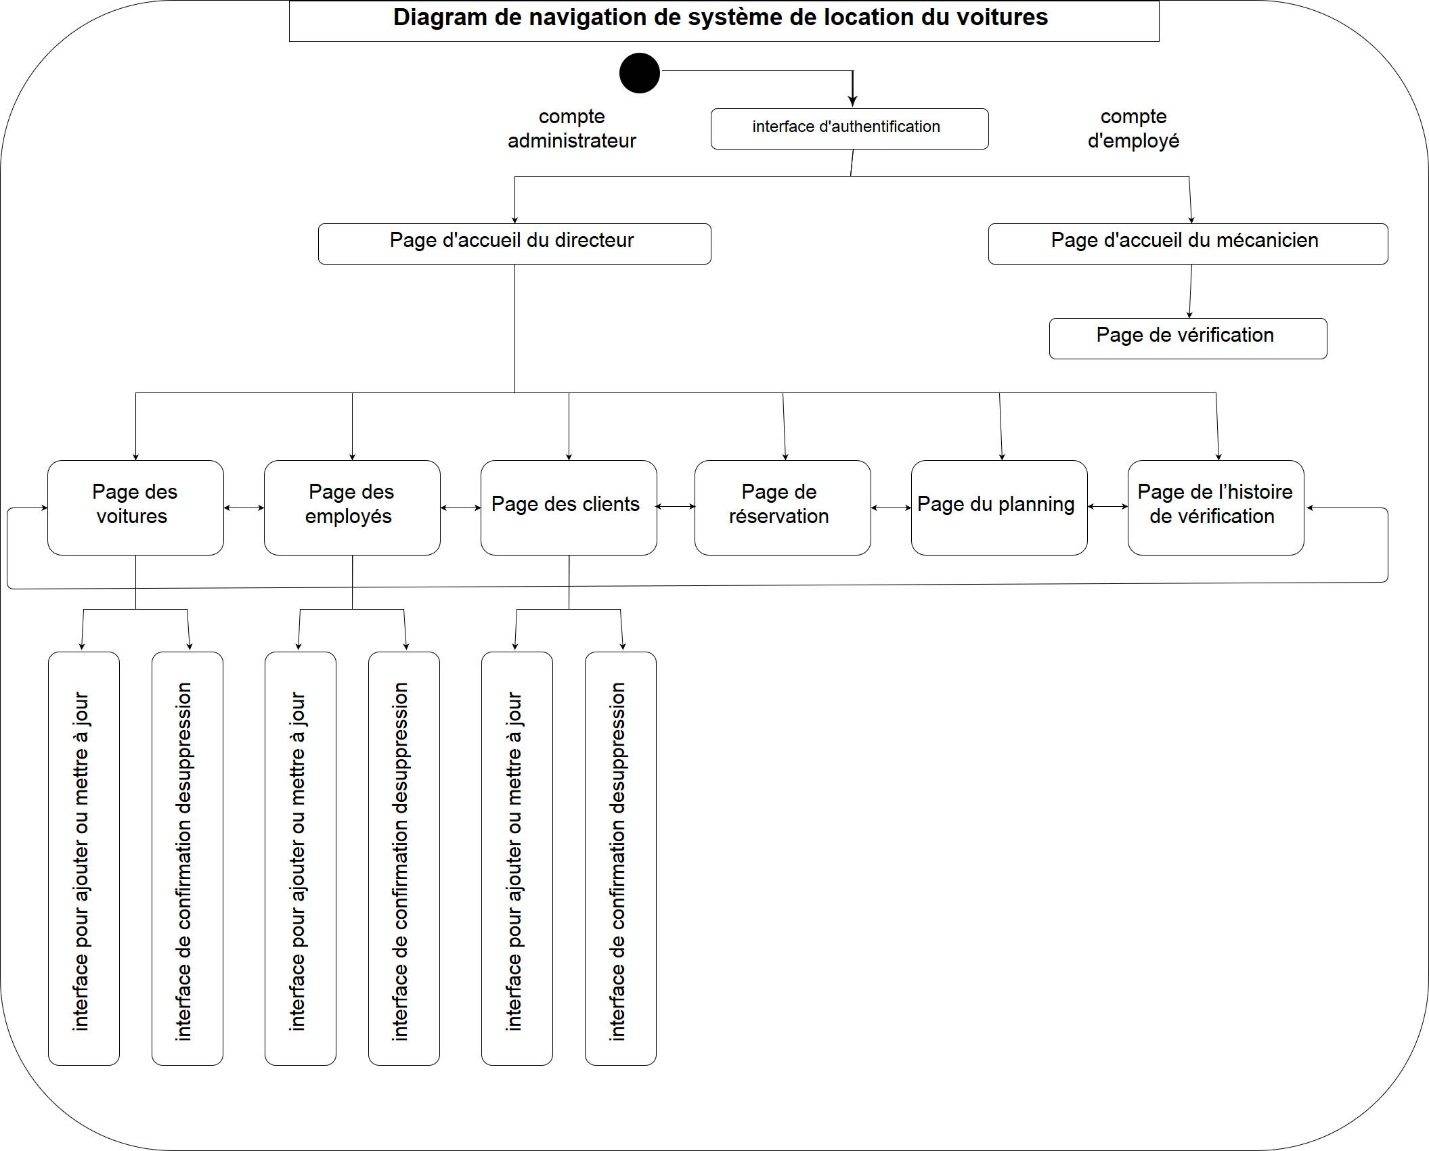 Diagram de navigation de système de location du voitures
compte
administrateur
interface d'authentification
compte
d'employé
Page d'accueil du directeur
Page d'accueil du mécanicien
Page de vérification
Page des
voitures
Page des
employés
Page des clients
Page de
réservation
Page du planning
Page de l’histoire
de vérification
interface pour ajouter ou mettre à jour
interface de confirmation desuppression
interface pour ajouter ou mettre à jour
interface de confirmation desuppression
interface pour ajouter ou mettre à jour
interface de confirmation desuppression